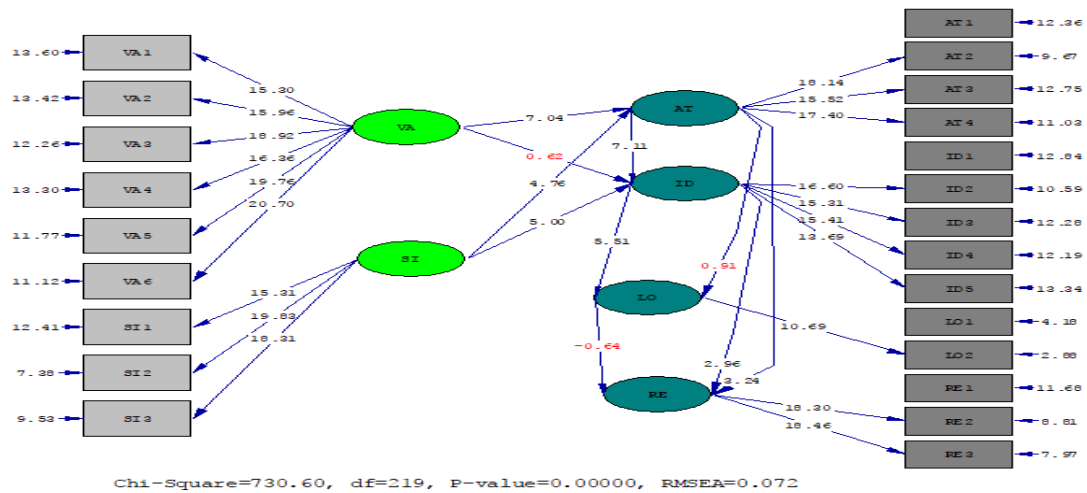 13.60 VA1
13.42 VA2
12.26 VA3
13.30 VA4
11.77 VA5
11.12 VA6
12.41 SI1
7.38 SI2
9.53 SI3
15.30
15.96
18.92
16.36
19.76
20.70
15.31
19.83
18.31
VA
SI
7.04
0.62
4.76
5.00
AT
7.11
ID
5.51
0.91
LO
-0.64
2.96
3.24
RE
18.14
15.52
17.40
16.60
15.31
15.41
13.69
10.69
18.30
18.46
AT1 12.36
AT2 9.67
AT3 12.75
AT4 11.03
ID1 12.84
ID2 10.59
ID3 12.28
ID4 12.19
ID5 13.34
LO1 4.18
LO2 2.88
RE1 11.68
RE2 8.81
RE3 7.97
Chi-Square=730.60, df=219, P-value=0.00000, RMSEA=0.072